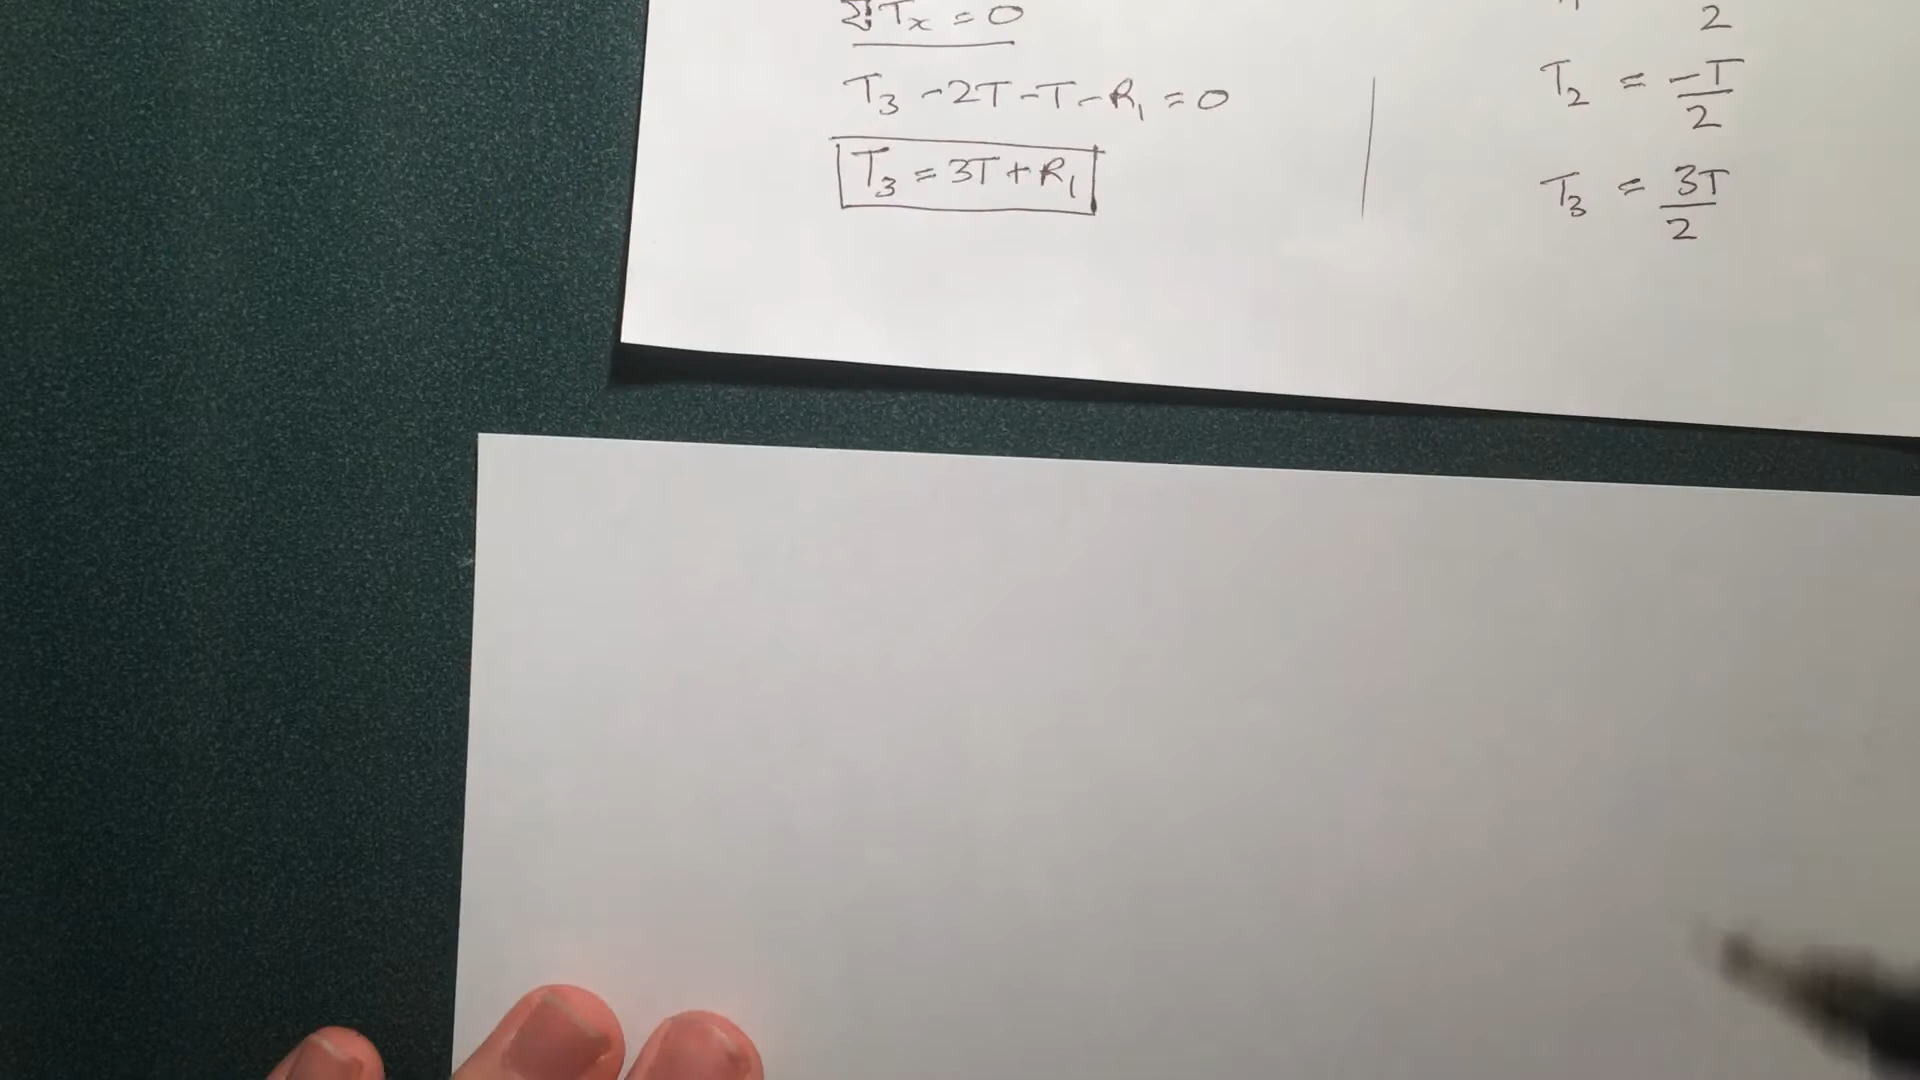 ΣTx = 0
T3 - 2T - T - R1 = 0
T3 = 3T + R1
2
T2 = -T/2
T3 = 3T/2